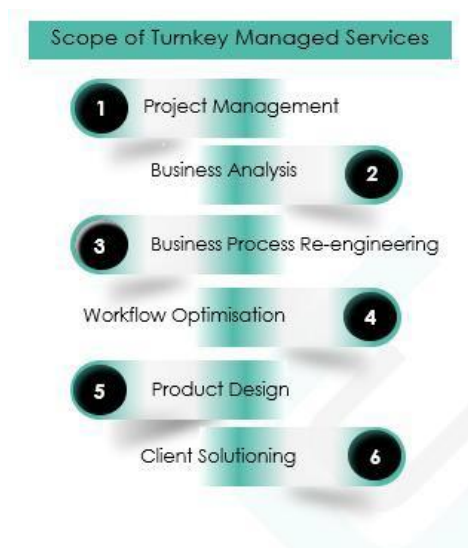 Scope of Turnkey Managed Services
1 Project Management
Business Analysis 2
3 Business Process Re-engineering
Workflow Optimisation 4
5 Product Design
Client Solutioning 6